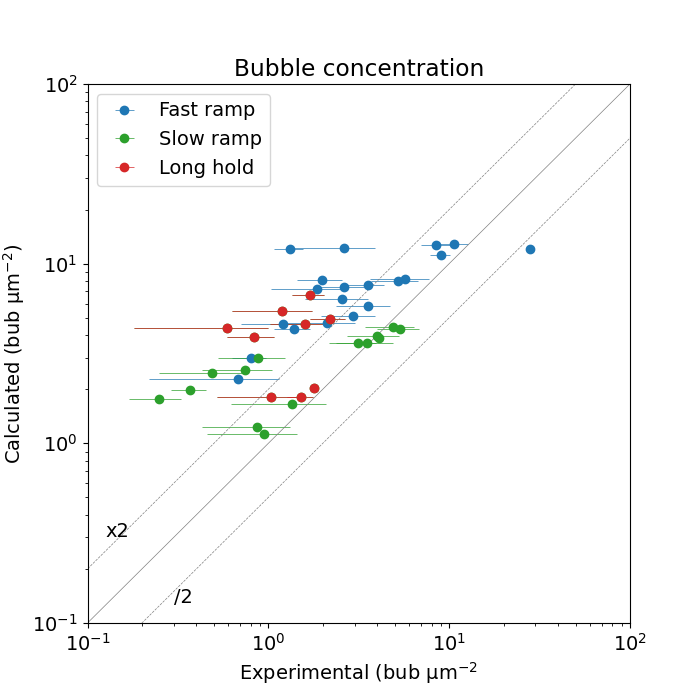 Bubble concentration
Fast ramp
Slow ramp
Long hold
10²
10¹
10⁰
10⁻¹
Calculated (bub μm⁻²)
x2
/2
10⁻¹
10⁰
10¹
10²
Experimental (bub μm⁻²